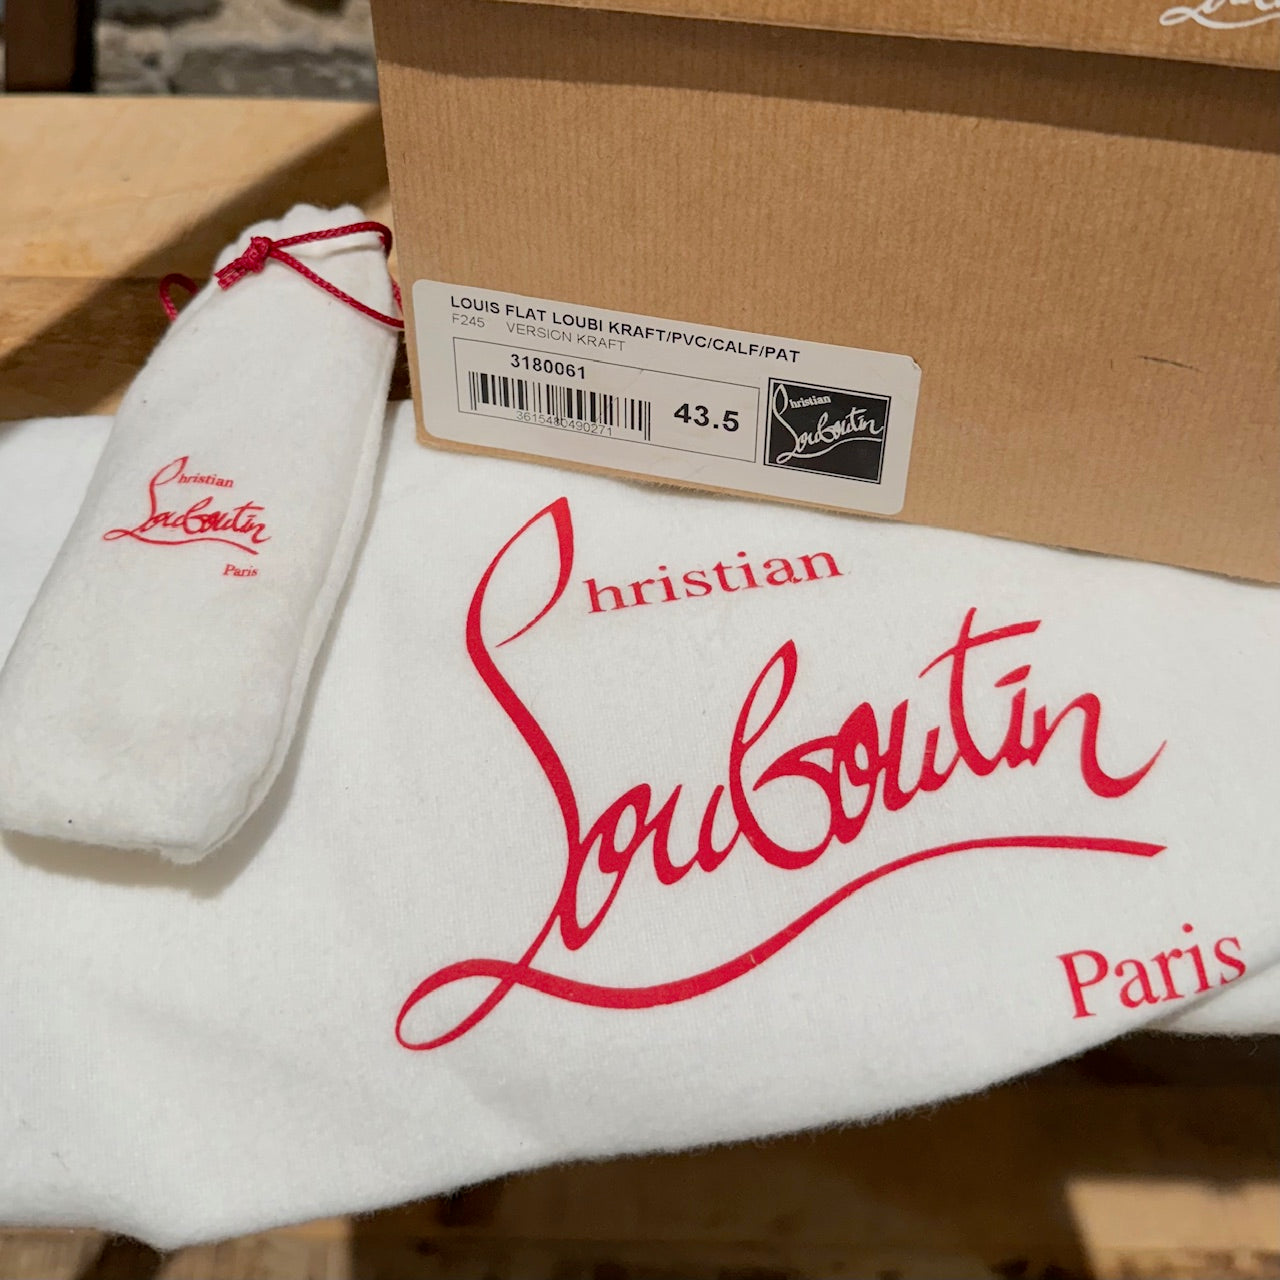 LOUIS FLAT LOUBI KRAFT/PVC/CALF/PAT
F245 VERSION KRAFT
3180061
3615480490271
43.5
Christian
Louboutin
Christian
Louboutin
Paris
Christian
Louboutin
Paris